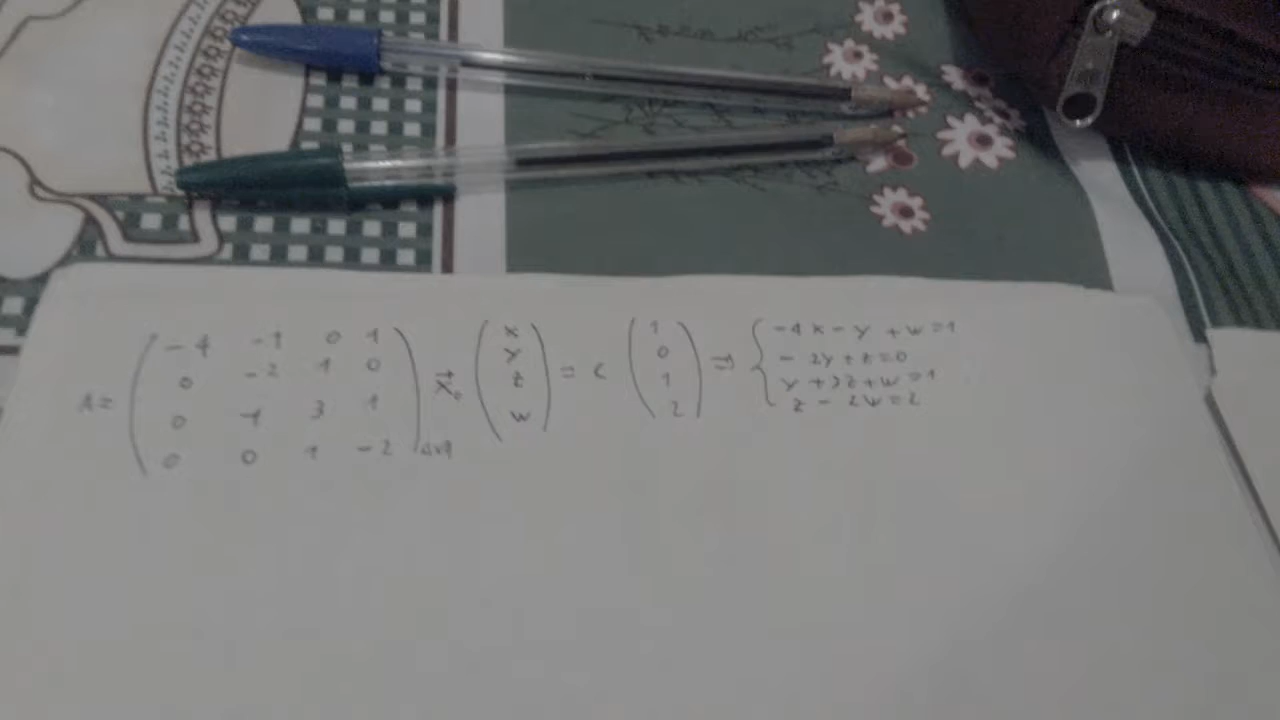 A = ( -4 -1 0 1 ) X⃗. ( x ) = C ( 1 ) = { -4x - y + w = 1
0 -2 1 0 y 0 - 2y + z = 0
0 1 3 1 z 1 y + 3z + w = 1
0 0 1 -2 4x4 w 2 z - 2w = 2